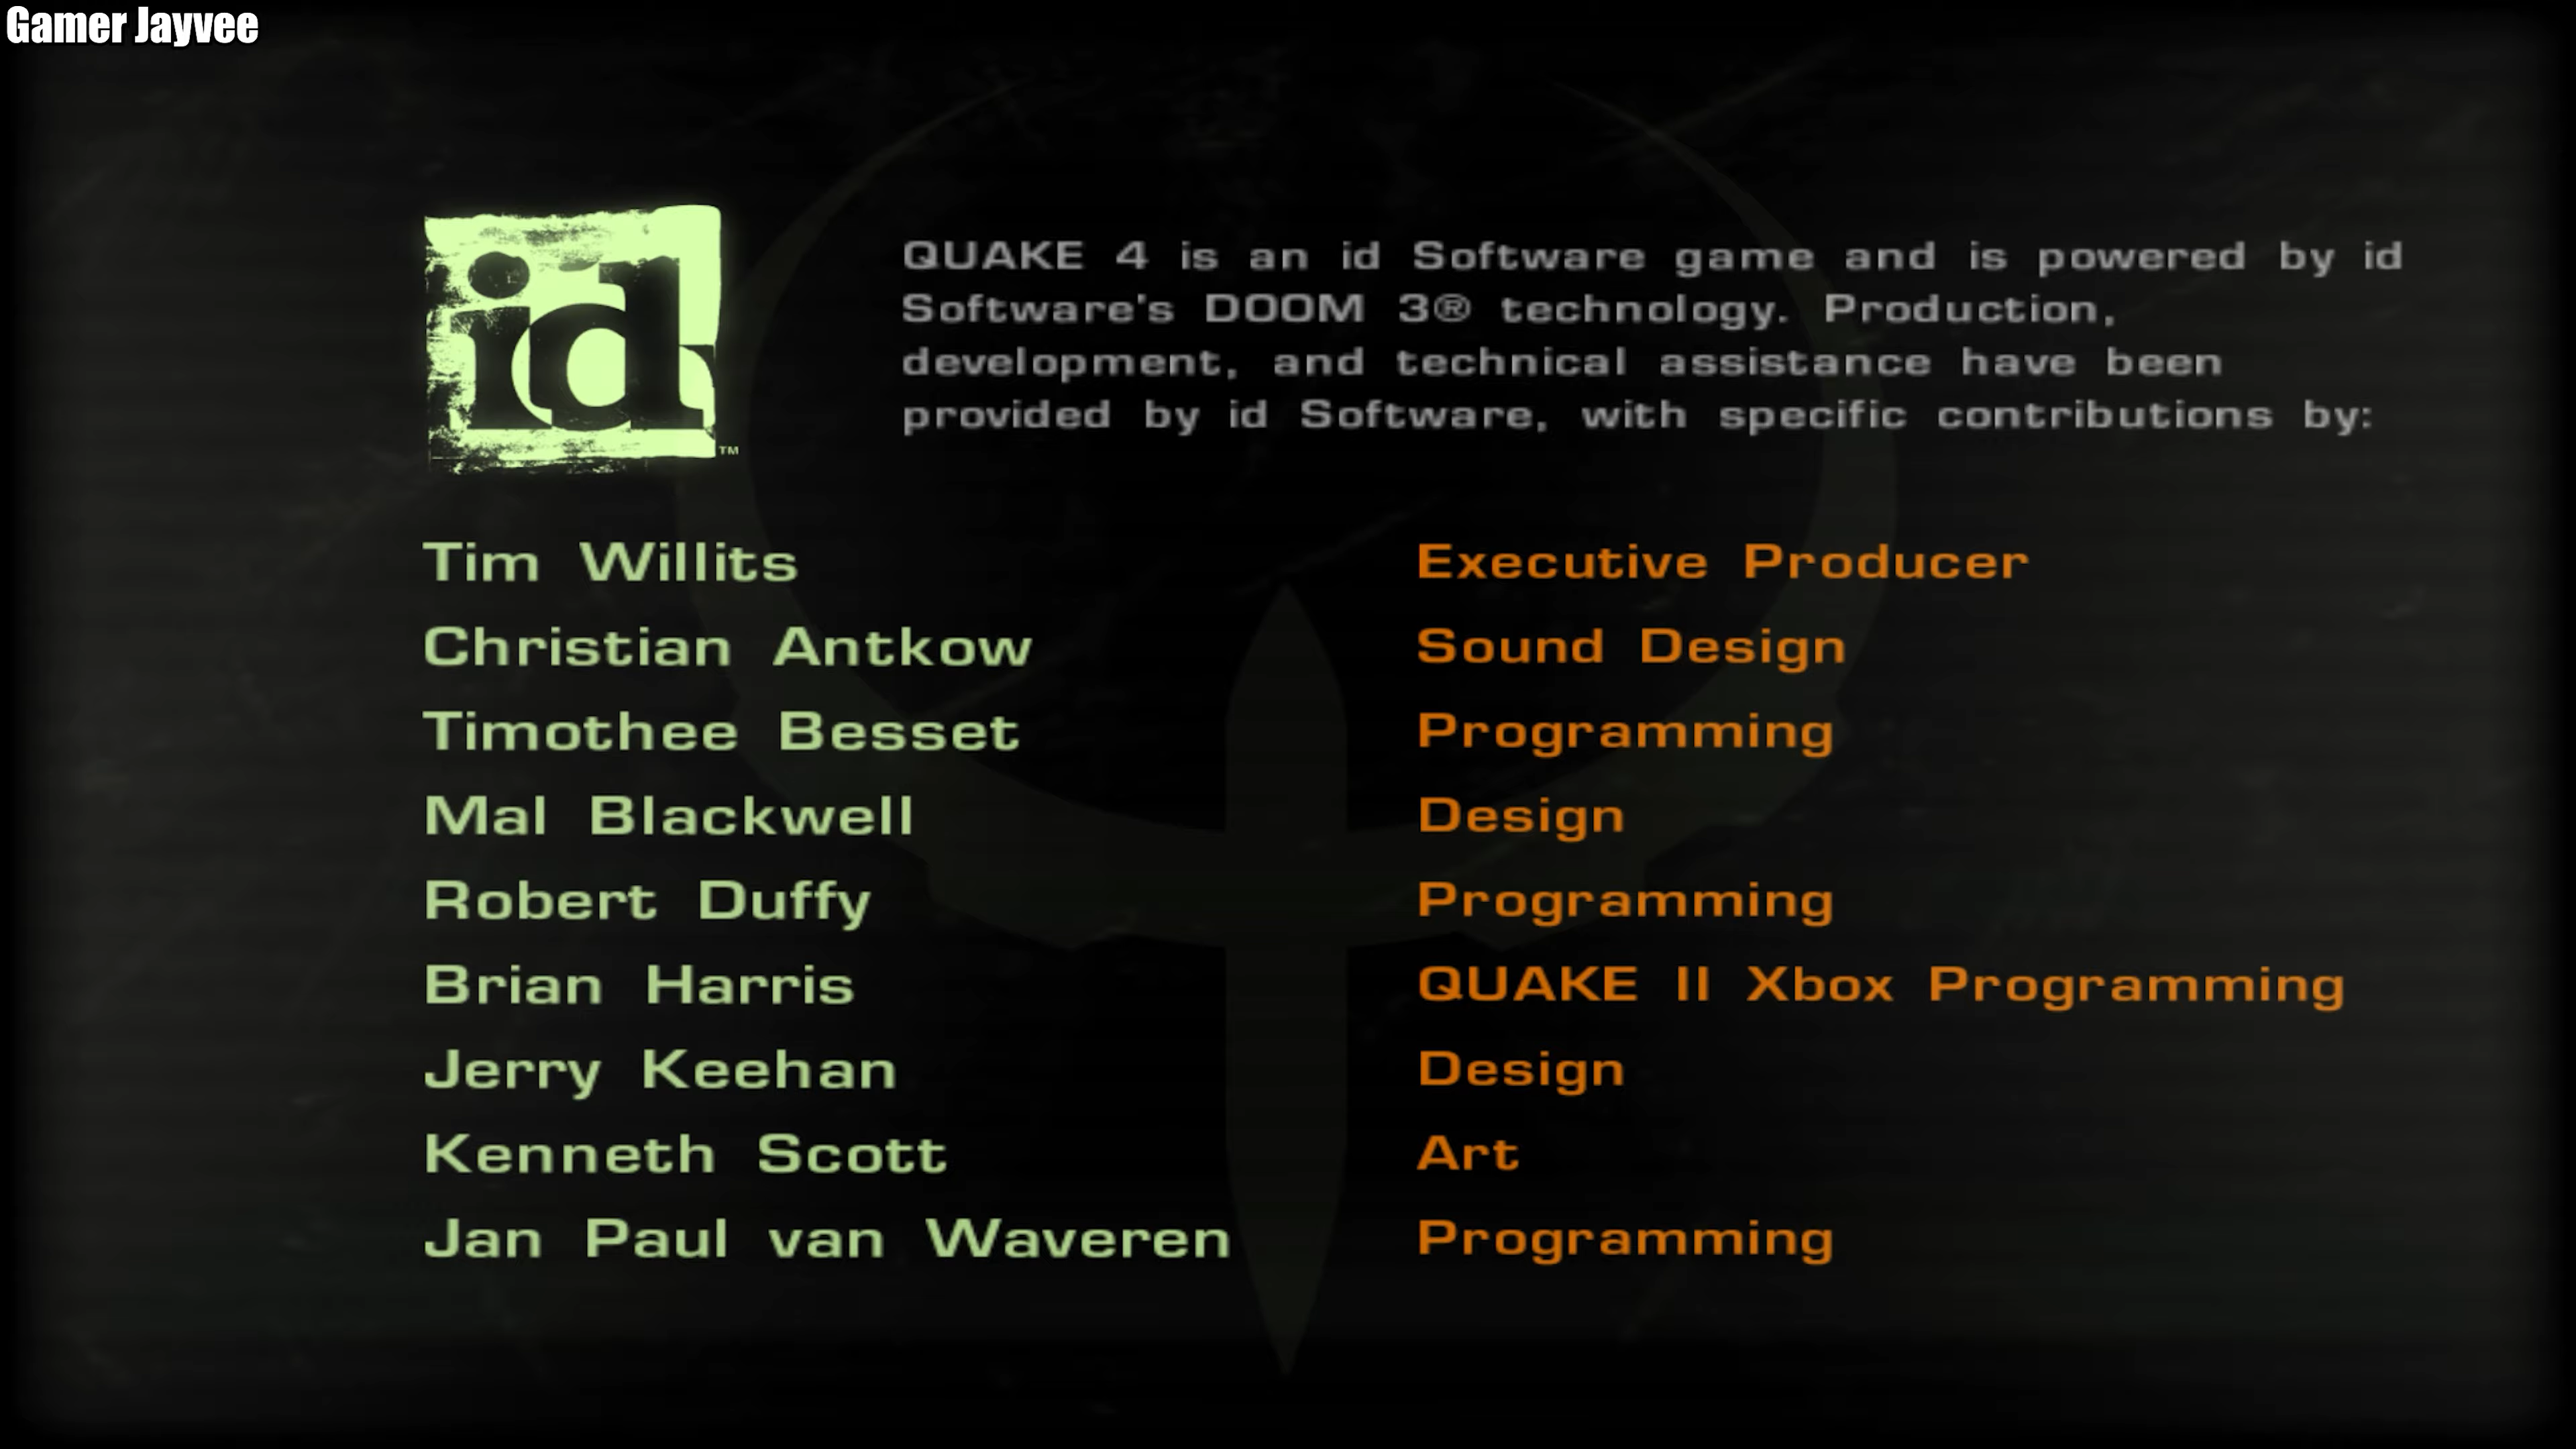 Gamer Jayvee
id
™
QUAKE 4 is an id Software game and is powered by id
Software's DOOM 3® technology. Production,
development, and technical assistance have been
provided by id Software, with specific contributions by:
Tim Willits Executive Producer
Christian Antkow Sound Design
Timothee Besset Programming
Mal Blackwell Design
Robert Duffy Programming
Brian Harris QUAKE II Xbox Programming
Jerry Keehan Design
Kenneth Scott Art
Jan Paul van Waveren Programming